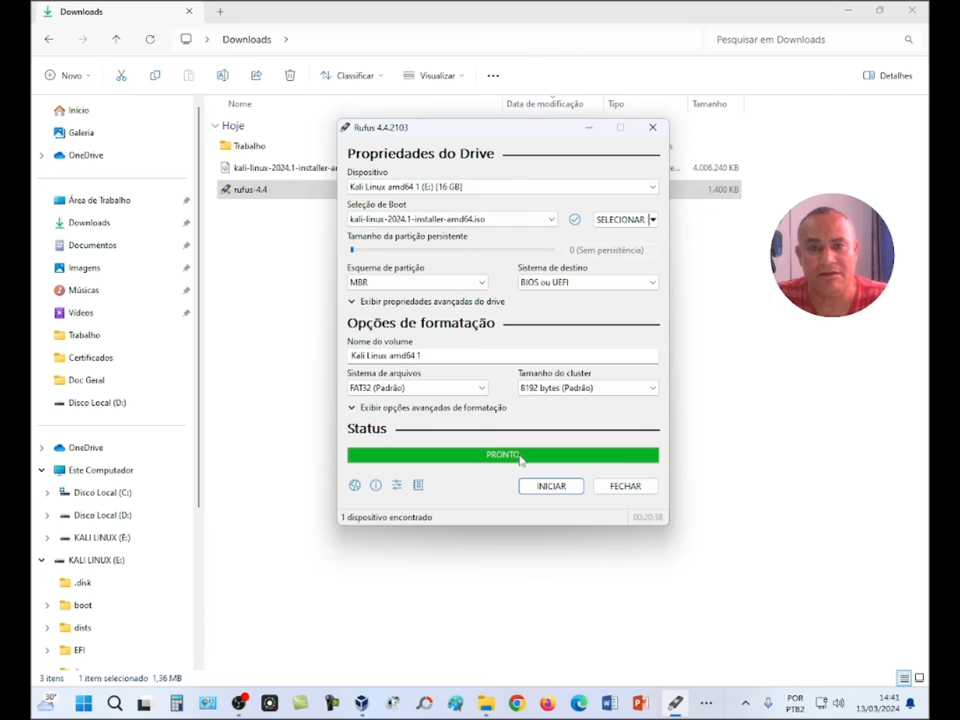 Downloads
Downloads
Pesquisar em Downloads
Novo
Classificar
Visualizar
Detalhes
Início
Galeria
OneDrive
Área de Trabalho
Downloads
Documentos
Imagens
Músicas
Vídeos
Trabalho
Certificados
Doc Geral
Disco Local (D:)
OneDrive
Este Computador
Disco Local (C:)
Disco Local (D:)
KALI LINUX (E:)
KALI LINUX (E:)
.disk
boot
dists
EFI
Nome
Data de modificação
Tipo
Tamanho
Hoje
Trabalho
kali-linux-2024.1-installer-a
4.006.240 KB
rufus-4.4
1.400 KB
Rufus 4.4.2103
Propriedades do Drive
Dispositivo
Kali Linux amd64 1 (E:) [16 GB]
Seleção de Boot
kali-linux-2024.1-installer-amd64.iso
SELECIONAR
Tamanho da partição persistente
0 (Sem persistência)
Esquema de partição
Sistema de destino
MBR
BIOS ou UEFI
Exibir propriedades avançadas do drive
Opções de formatação
Nome do volume
Kali Linux amd64 1
Sistema de arquivos
Tamanho do cluster
FAT32 (Padrão)
8192 bytes (Padrão)
Exibir opções avançadas de formatação
Status
PRONTO
INICIAR
FECHAR
1 dispositivo encontrado
00:20:38
3 itens
1 item selecionado 1,36 MB
30°
POR
PTB2
14:41
13/03/2024